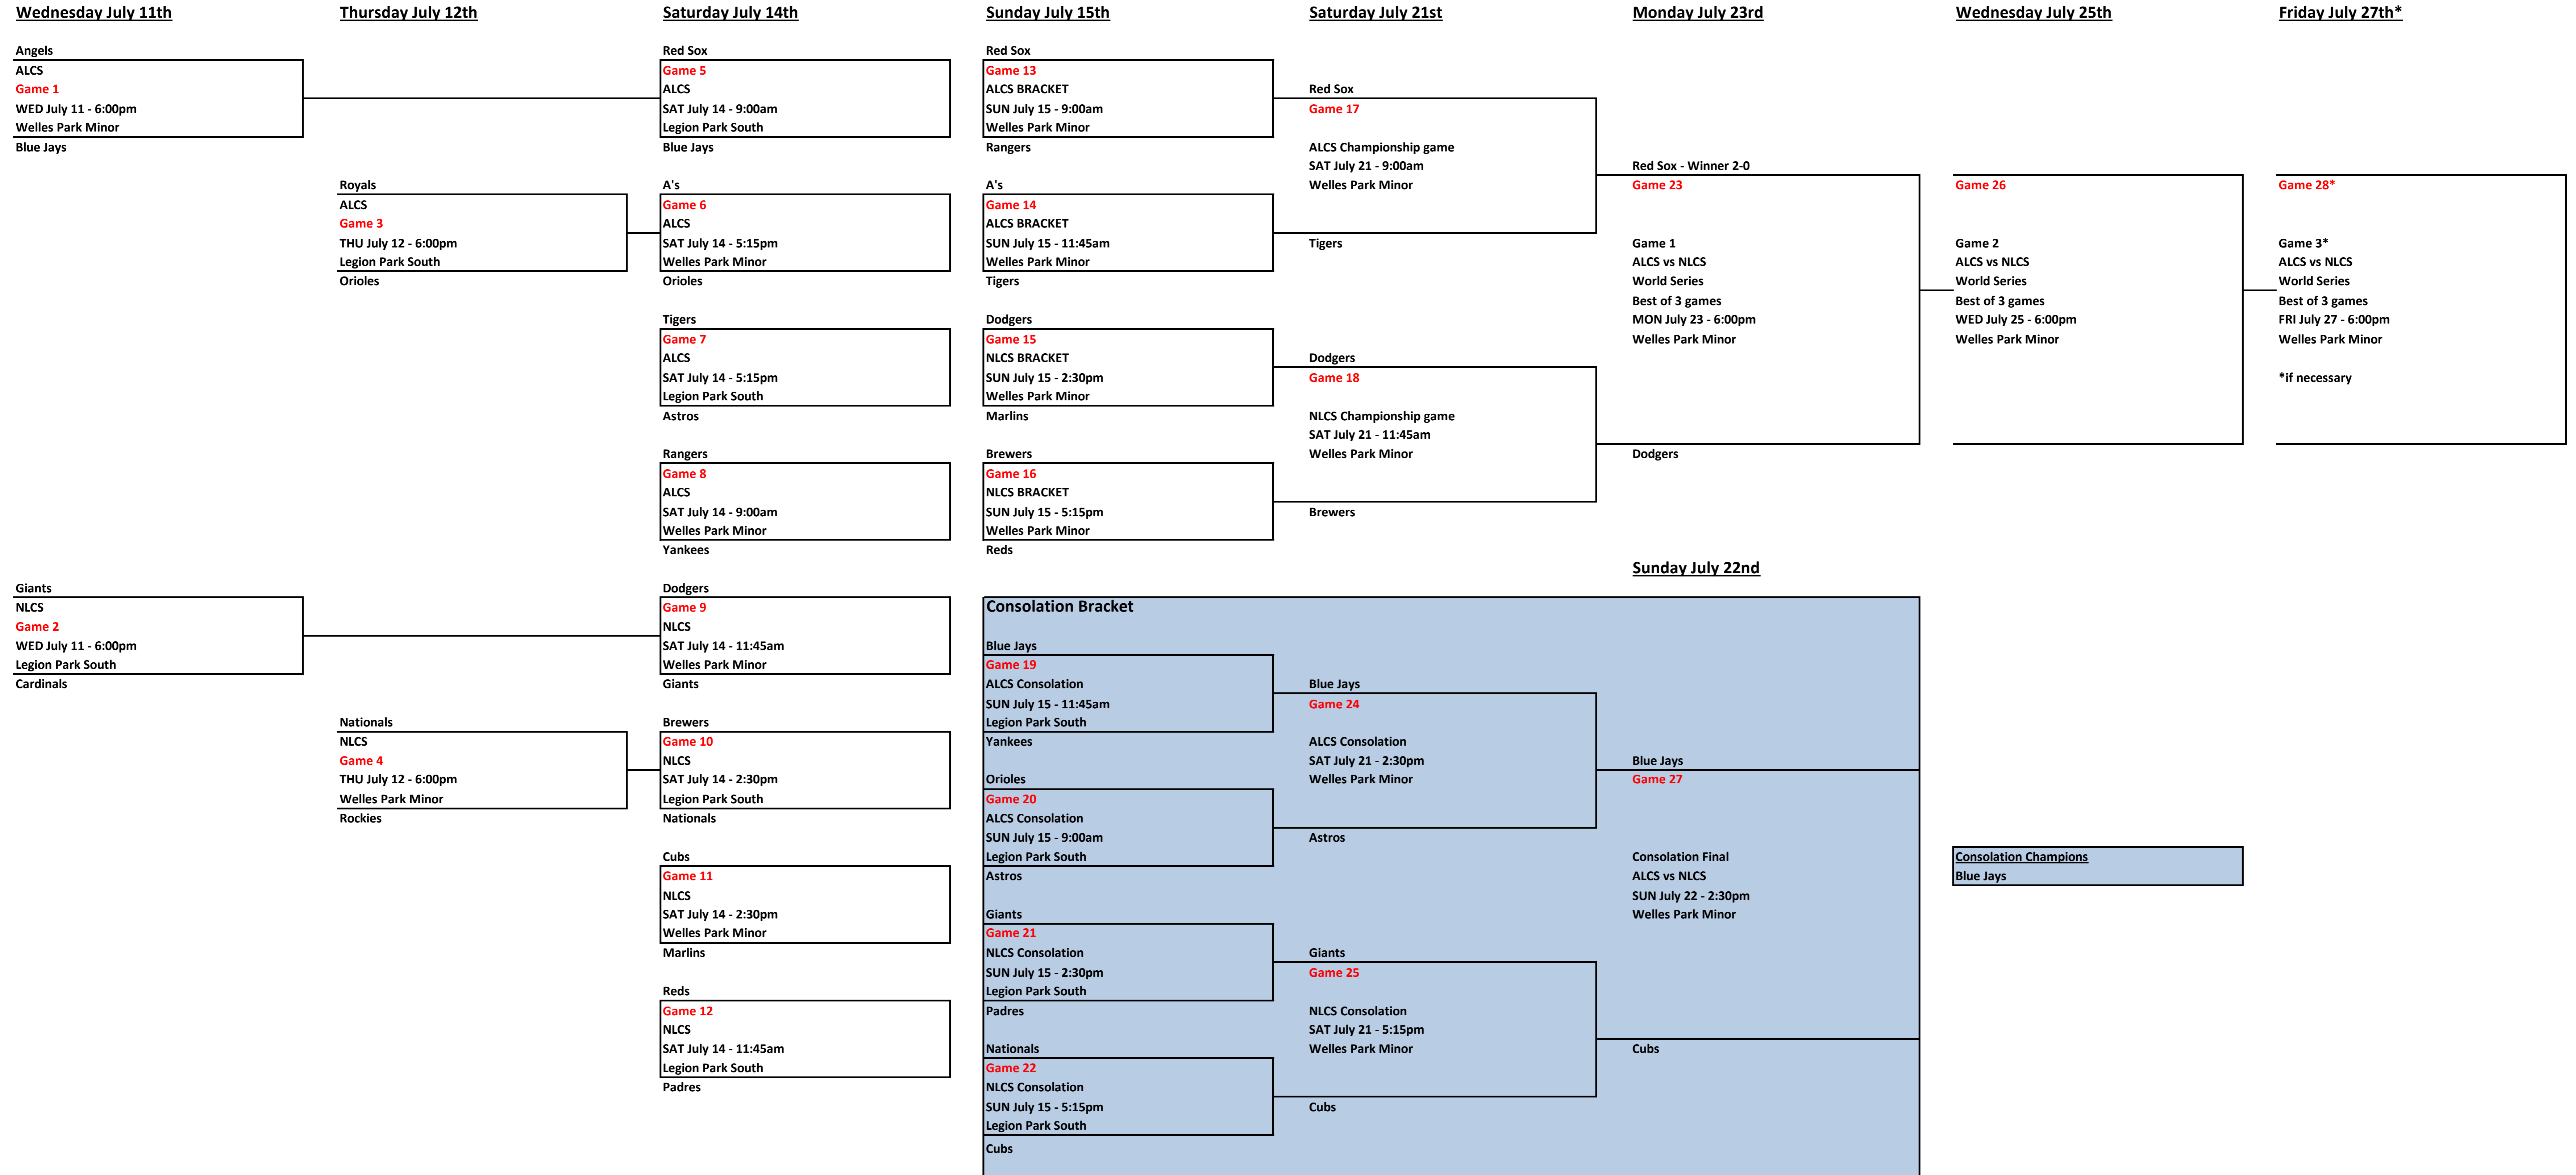 Wednesday July 11th
Angels
ALCS
Game 1
WED July 11 - 6:00pm
Welles Park Minor
Blue Jays
Giants
NLCS
Game 2
WED July 11 - 6:00pm
Legion Park South
Cardinals
Thursday July 12th
Royals
ALCS
Game 3
THU July 12 - 6:00pm
Legion Park South
Orioles
Nationals
NLCS
Game 4
THU July 12 - 6:00pm
Welles Park Minor
Rockies
Saturday July 14th
Red Sox
Game 5
ALCS
SAT July 14 - 9:00am
Legion Park South
Blue Jays
A's
Game 6
ALCS
SAT July 14 - 5:15pm
Welles Park Minor
Orioles
Tigers
Game 7
ALCS
SAT July 14 - 5:15pm
Legion Park South
Astros
Rangers
Game 8
ALCS
SAT July 14 - 9:00am
Welles Park Minor
Yankees
Dodgers
Game 9
NLCS
SAT July 14 - 11:45am
Welles Park Minor
Giants
Brewers
Game 10
NLCS
SAT July 14 - 2:30pm
Legion Park South
Nationals
Cubs
Game 11
NLCS
SAT July 14 - 2:30pm
Welles Park Minor
Marlins
Reds
Game 12
NLCS
SAT July 14 - 11:45am
Legion Park South
Padres
Sunday July 15th
Red Sox
Game 13
ALCS BRACKET
SUN July 15 - 9:00am
Welles Park Minor
Rangers
A's
Game 14
ALCS BRACKET
SUN July 15 - 11:45am
Welles Park Minor
Tigers
Dodgers
Game 15
NLCS BRACKET
SUN July 15 - 2:30pm
Welles Park Minor
Marlins
Brewers
Game 16
NLCS BRACKET
SUN July 15 - 5:15pm
Welles Park Minor
Reds
Saturday July 21st
Red Sox
Game 17
ALCS Championship game
SAT July 21 - 9:00am
Welles Park Minor
Tigers
Dodgers
Game 18
NLCS Championship game
SAT July 21 - 11:45am
Welles Park Minor
Brewers
Monday July 23rd
Red Sox - Winner 2-0
Game 23
Game 1
ALCS vs NLCS
World Series
Best of 3 games
MON July 23 - 6:00pm
Welles Park Minor
Dodgers
Wednesday July 25th
Game 26
Game 2
ALCS vs NLCS
World Series
Best of 3 games
WED July 25 - 6:00pm
Welles Park Minor
Friday July 27th*
Game 28*
Game 3*
ALCS vs NLCS
World Series
Best of 3 games
FRI July 27 - 6:00pm
Welles Park Minor
*if necessary
Consolation Bracket
Blue Jays
Game 19
ALCS Consolation
SUN July 15 - 11:45am
Legion Park South
Yankees
Orioles
Game 20
ALCS Consolation
SUN July 15 - 9:00am
Legion Park South
Astros
Giants
Game 21
NLCS Consolation
SUN July 15 - 2:30pm
Legion Park South
Padres
Nationals
Game 22
NLCS Consolation
SUN July 15 - 5:15pm
Legion Park South
Cubs
Blue Jays
Game 24
ALCS Consolation
SAT July 21 - 2:30pm
Welles Park Minor
Astros
Giants
Game 25
NLCS Consolation
SAT July 21 - 5:15pm
Welles Park Minor
Cubs
Sunday July 22nd
Blue Jays
Game 27
Consolation Final
ALCS vs NLCS
SUN July 22 - 2:30pm
Welles Park Minor
Cubs
Consolation Champions
Blue Jays